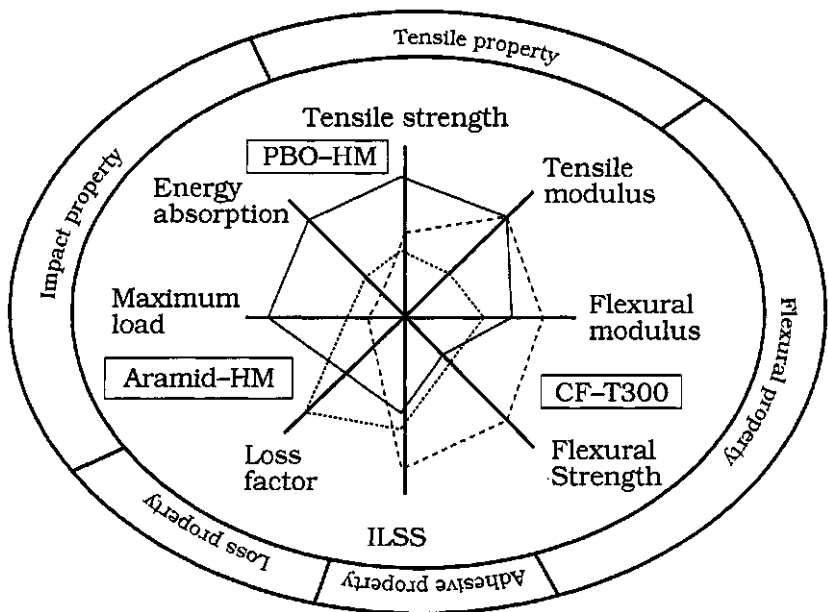 Tensile property
Impact property
Tensile strength
PBO–HM
Energy
absorption
Tensile
modulus
Maximum
load
Flexural
modulus
Flexural property
Aramid–HM
CF–T300
Loss
factor
Flexural
Strength
ILSS
Loss property
Adhesive property